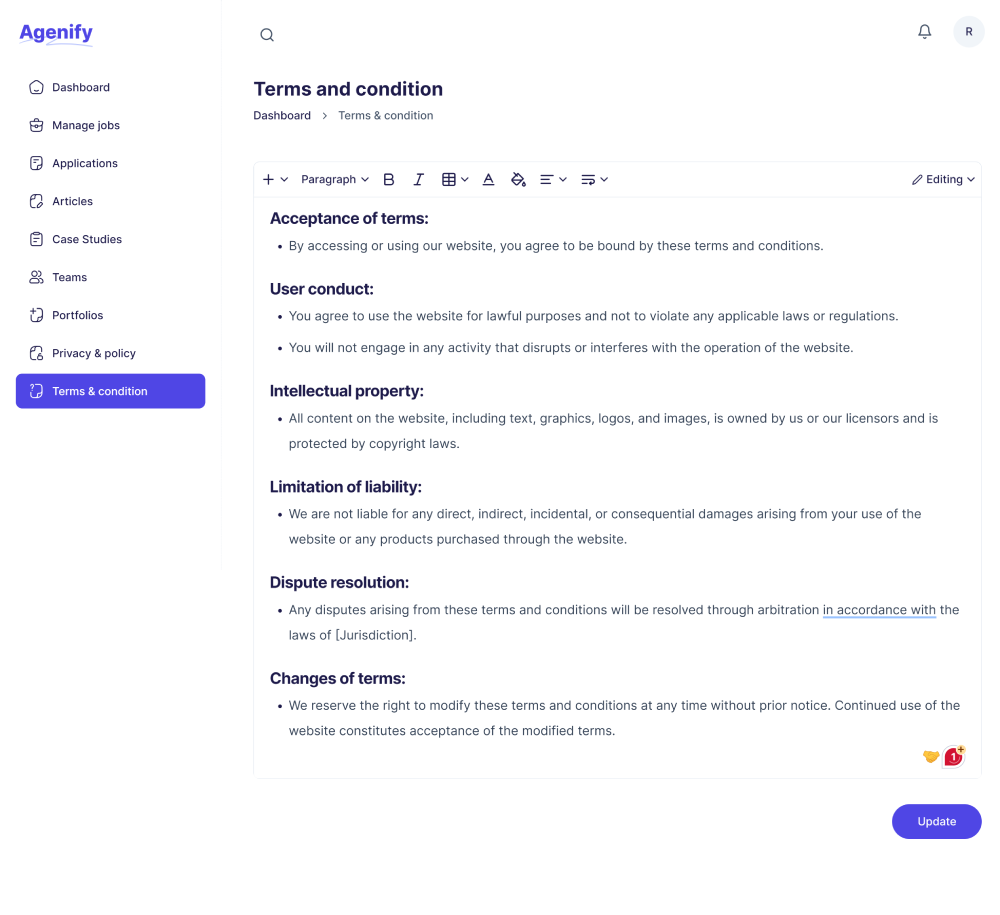 Agenify
R
Dashboard
Manage jobs
Applications
Articles
Case Studies
Teams
Portfolios
Privacy & policy
Terms & condition
Terms and condition
Dashboard > Terms & condition
Paragraph
B
I
A
Editing
Acceptance of terms:
• By accessing or using our website, you agree to be bound by these terms and conditions.
User conduct:
• You agree to use the website for lawful purposes and not to violate any applicable laws or regulations.
• You will not engage in any activity that disrupts or interferes with the operation of the website.
Intellectual property:
• All content on the website, including text, graphics, logos, and images, is owned by us or our licensors and is
protected by copyright laws.
Limitation of liability:
• We are not liable for any direct, indirect, incidental, or consequential damages arising from your use of the
website or any products purchased through the website.
Dispute resolution:
• Any disputes arising from these terms and conditions will be resolved through arbitration in accordance with the
laws of [Jurisdiction].
Changes of terms:
• We reserve the right to modify these terms and conditions at any time without prior notice. Continued use of the
website constitutes acceptance of the modified terms.
1
Update